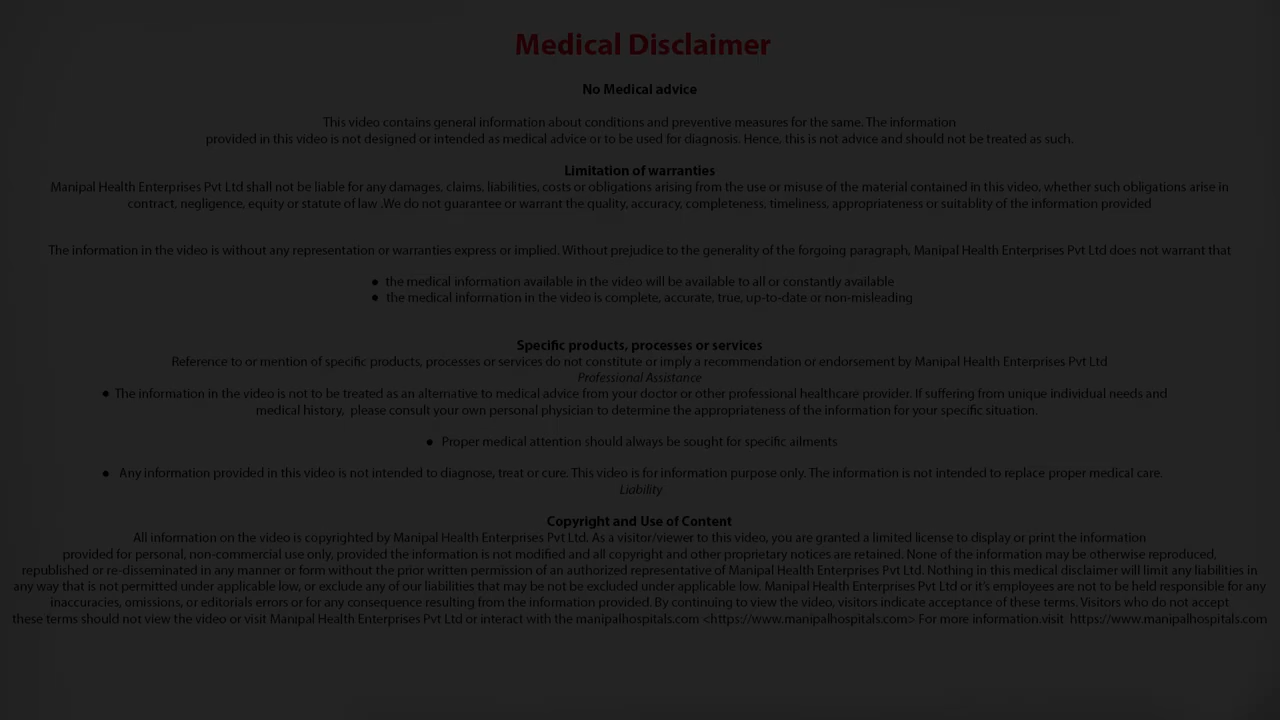 Medical Disclaimer
No Medical advice
This video contains general information about conditions and preventive measures for the same. The information
provided in this video is not designed or intended as medical advice or to be used for diagnosis. Hence, this is not advice and should not be treated as such.
Limitation of warranties
Manipal Health Enterprises Pvt Ltd shall not be liable for any damages, claims, liabilities, costs or obligations arising from the use or misuse of the material contained in this video, whether such obligations arise in
contract, negligence, equity or statute of law .We do not guarantee or warrant the quality, accuracy, completeness, timeliness, appropriateness or suitablity of the information provided
The information in the video is without any representation or warranties express or implied. Without prejudice to the generality of the forgoing paragraph, Manipal Health Enterprises Pvt Ltd does not warrant that
● the medical information available in the video will be available to all or constantly available
● the medical information in the video is complete, accurate, true, up-to-date or non-misleading
Specific products, processes or services
Reference to or mention of specific products, processes or services do not constitute or imply a recommendation or endorsement by Manipal Health Enterprises Pvt Ltd
Professional Assistance
● The information in the video is not to be treated as an alternative to medical advice from your doctor or other professional healthcare provider. If suffering from unique individual needs and
medical history, please consult your own personal physician to determine the appropriateness of the information for your specific situation.
● Proper medical attention should always be sought for specific ailments
● Any information provided in this video is not intended to diagnose, treat or cure. This video is for information purpose only. The information is not intended to replace proper medical care.
Liability
Copyright and Use of Content
All information on the video is copyrighted by Manipal Health Enterprises Pvt Ltd. As a visitor/viewer to this video, you are granted a limited license to display or print the information
provided for personal, non-commercial use only, provided the information is not modified and all copyright and other proprietary notices are retained. None of the information may be otherwise reproduced,
republished or re-disseminated in any manner or form without the prior written permission of an authorized representative of Manipal Health Enterprises Pvt Ltd. Nothing in this medical disclaimer will limit any liabilities in
any way that is not permitted under applicable low, or exclude any of our liabilities that may be not be excluded under applicable low. Manipal Health Enterprises Pvt Ltd or it's employees are not to be held responsible for any
inaccuracies, omissions, or editorials errors or for any consequence resulting from the information provided. By continuing to view the video, visitors indicate acceptance of these terms. Visitors who do not accept
these terms should not view the video or visit Manipal Health Enterprises Pvt Ltd or interact with the manipalhospitals.com <https://www.manipalhospitals.com> For more information.visit https://www.manipalhospitals.com